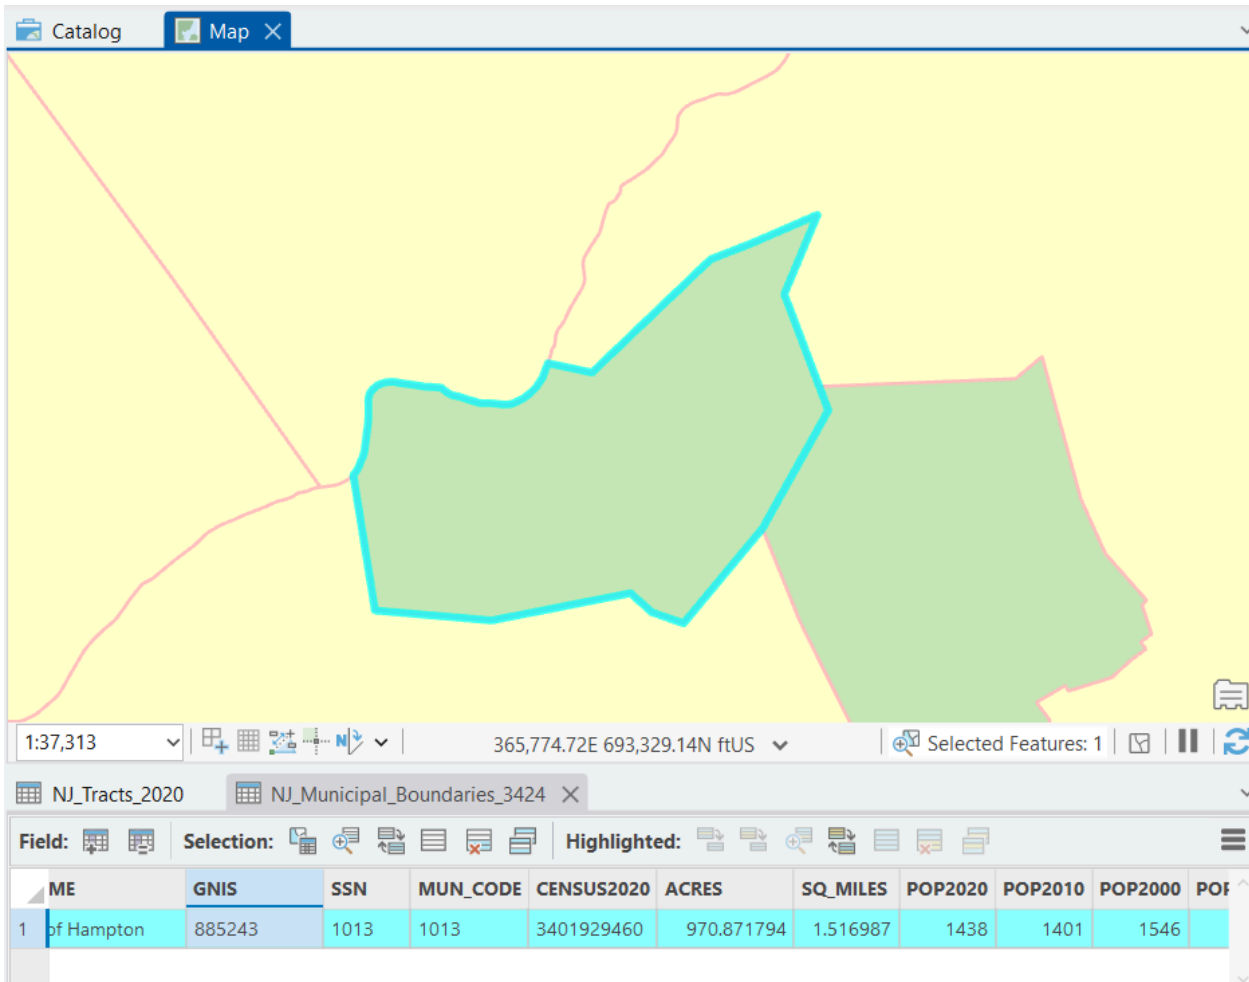 Catalog Map
1:37,313 N 365,774.72E 693,329.14N ftUS Selected Features: 1
NJ_Tracts_2020 NJ_Municipal_Boundaries_3424
Field: Selection: Highlighted:
ME GNIS SSN MUN_CODE CENSUS2020 ACRES SQ_MILES POP2020 POP2010 POP2000 POP
1 of Hampton 885243 1013 1013 3401929460 970.871794 1.516987 1438 1401 1546